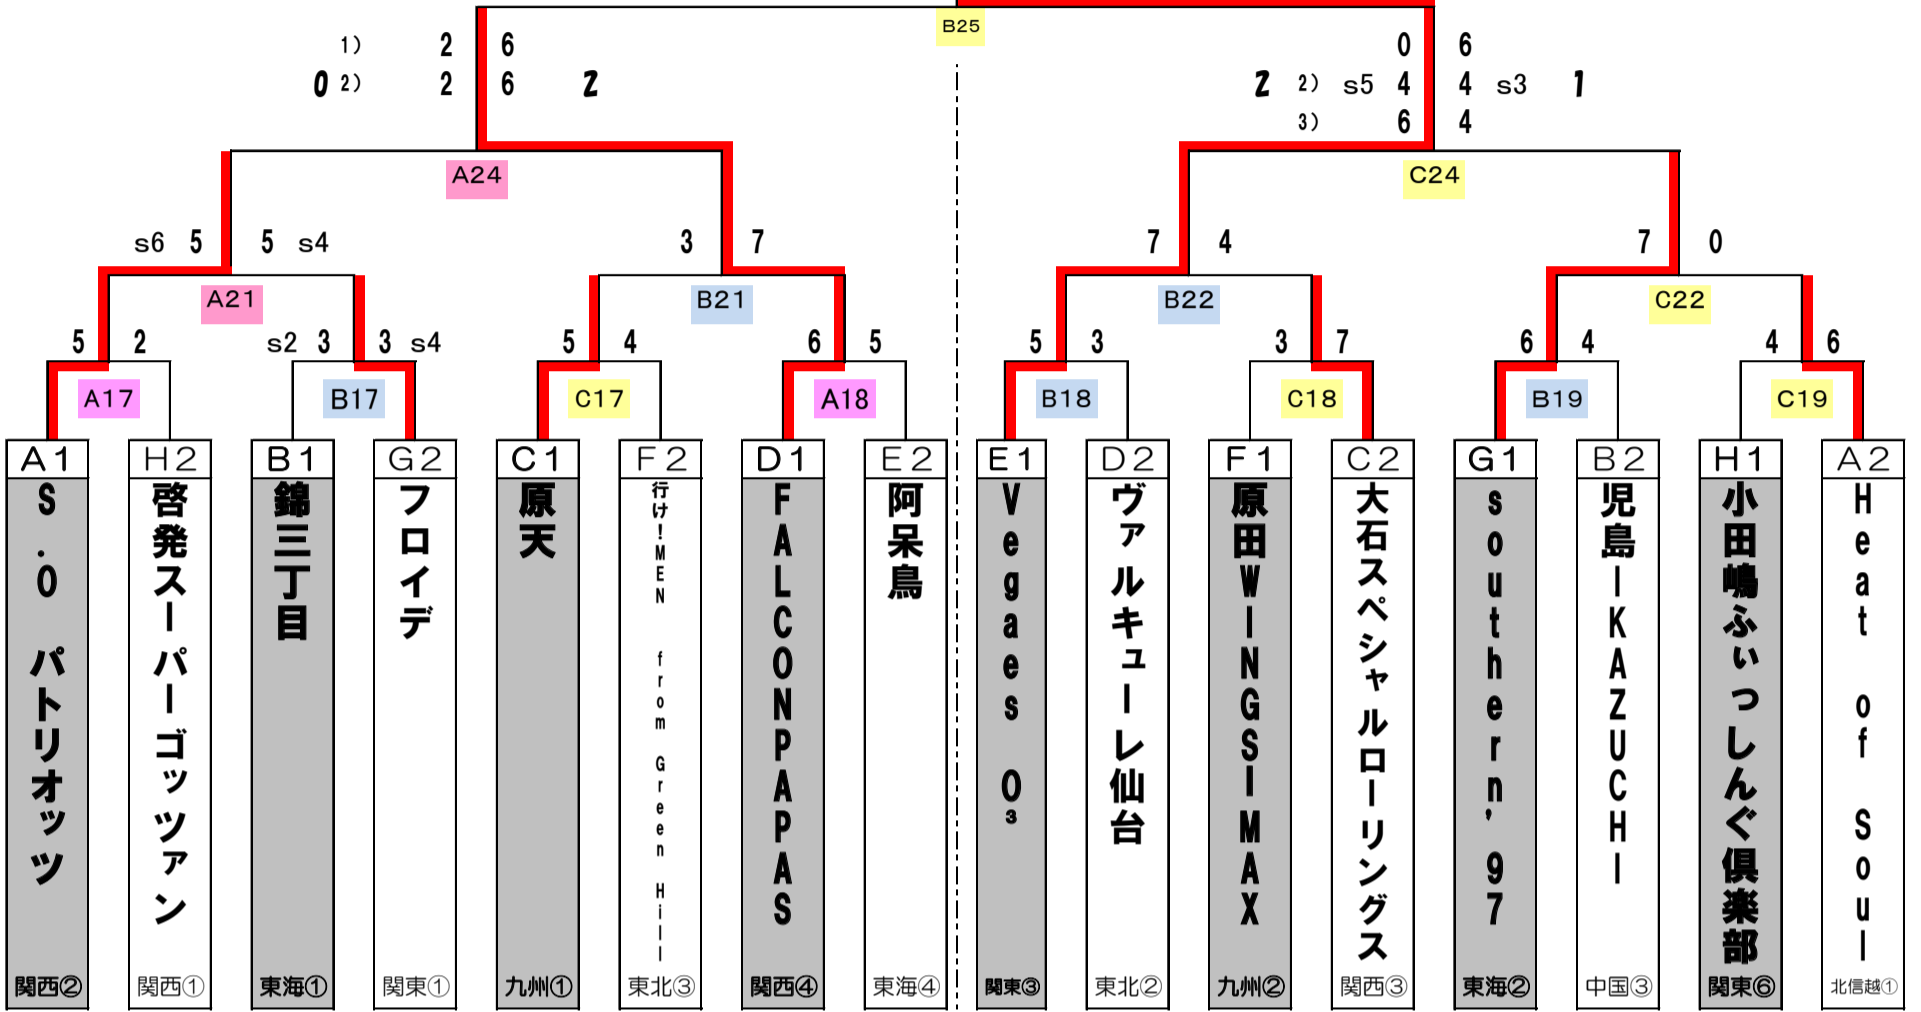 B25
1) 2 6 0 6
0 2) 2 6 2 2 2) s5 4 4 s3 1
3) 6 4
A24 C24
s6 5 5 s4 3 7 7 4 7 0
A21 B21 B22 C22
5 2 s2 3 3 s4 5 4 6 5 5 3 3 7 6 4 4 6
A17 B17 C17 A18 B18 C18 B19 C19
A1 H2 B1 G2 C1 F2 D1 E2 E1 D2 F1 C2 G1 B2 H1 A2
S.O パトリオッツ
啓発スーパーゴッツァン
錦三丁目
フロイデ
原天
行け!MEN from Green Hill
FALCONPAPAS
阿呆鳥
Vegaes O³
ヴァルキューレ仙台
原田WINGSIMAX
大石スペシャルローリングス
southern'97
児島IKAZUCHI
小田嶋ふぃっしんぐ倶楽部
Heat of Soul
関西② 関西① 東海① 関東① 九州① 東北③ 関西④ 東海④ 関東③ 東北② 九州② 関西③ 東海② 中国③ 関東⑥ 北信越①